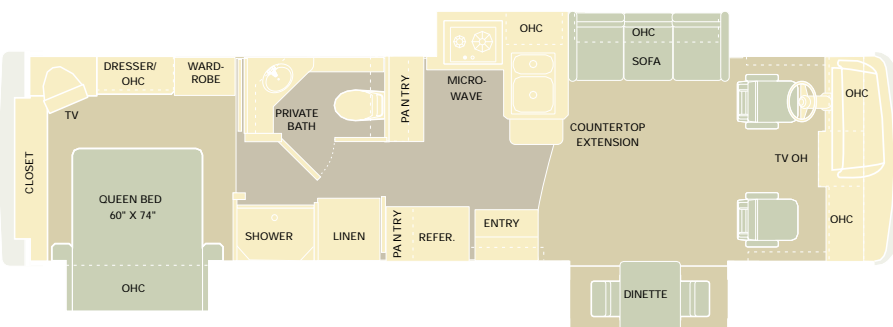 OHC
OHC
SOFA
DRESSER/
OHC
WARD-
ROBE
TV
PRIVATE
BATH
PANTRY
MICRO-
WAVE
COUNTERTOP
EXTENSION
OHC
TV OH
OHC
CLOSET
QUEEN BED
60" X 74"
OHC
SHOWER
LINEN
PANTRY
REFER.
ENTRY
DINETTE